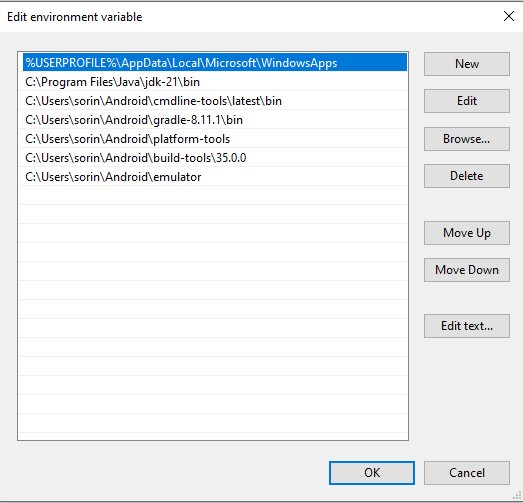 Edit environment variable
%USERPROFILE%\AppData\Local\Microsoft\WindowsApps
C:\Program Files\Java\jdk-21\bin
C:\Users\sorin\Android\cmdline-tools\latest\bin
C:\Users\sorin\Android\gradle-8.11.1\bin
C:\Users\sorin\Android\platform-tools
C:\Users\sorin\Android\build-tools\35.0.0
C:\Users\sorin\Android\emulator
New
Edit
Browse...
Delete
Move Up
Move Down
Edit text...
OK
Cancel